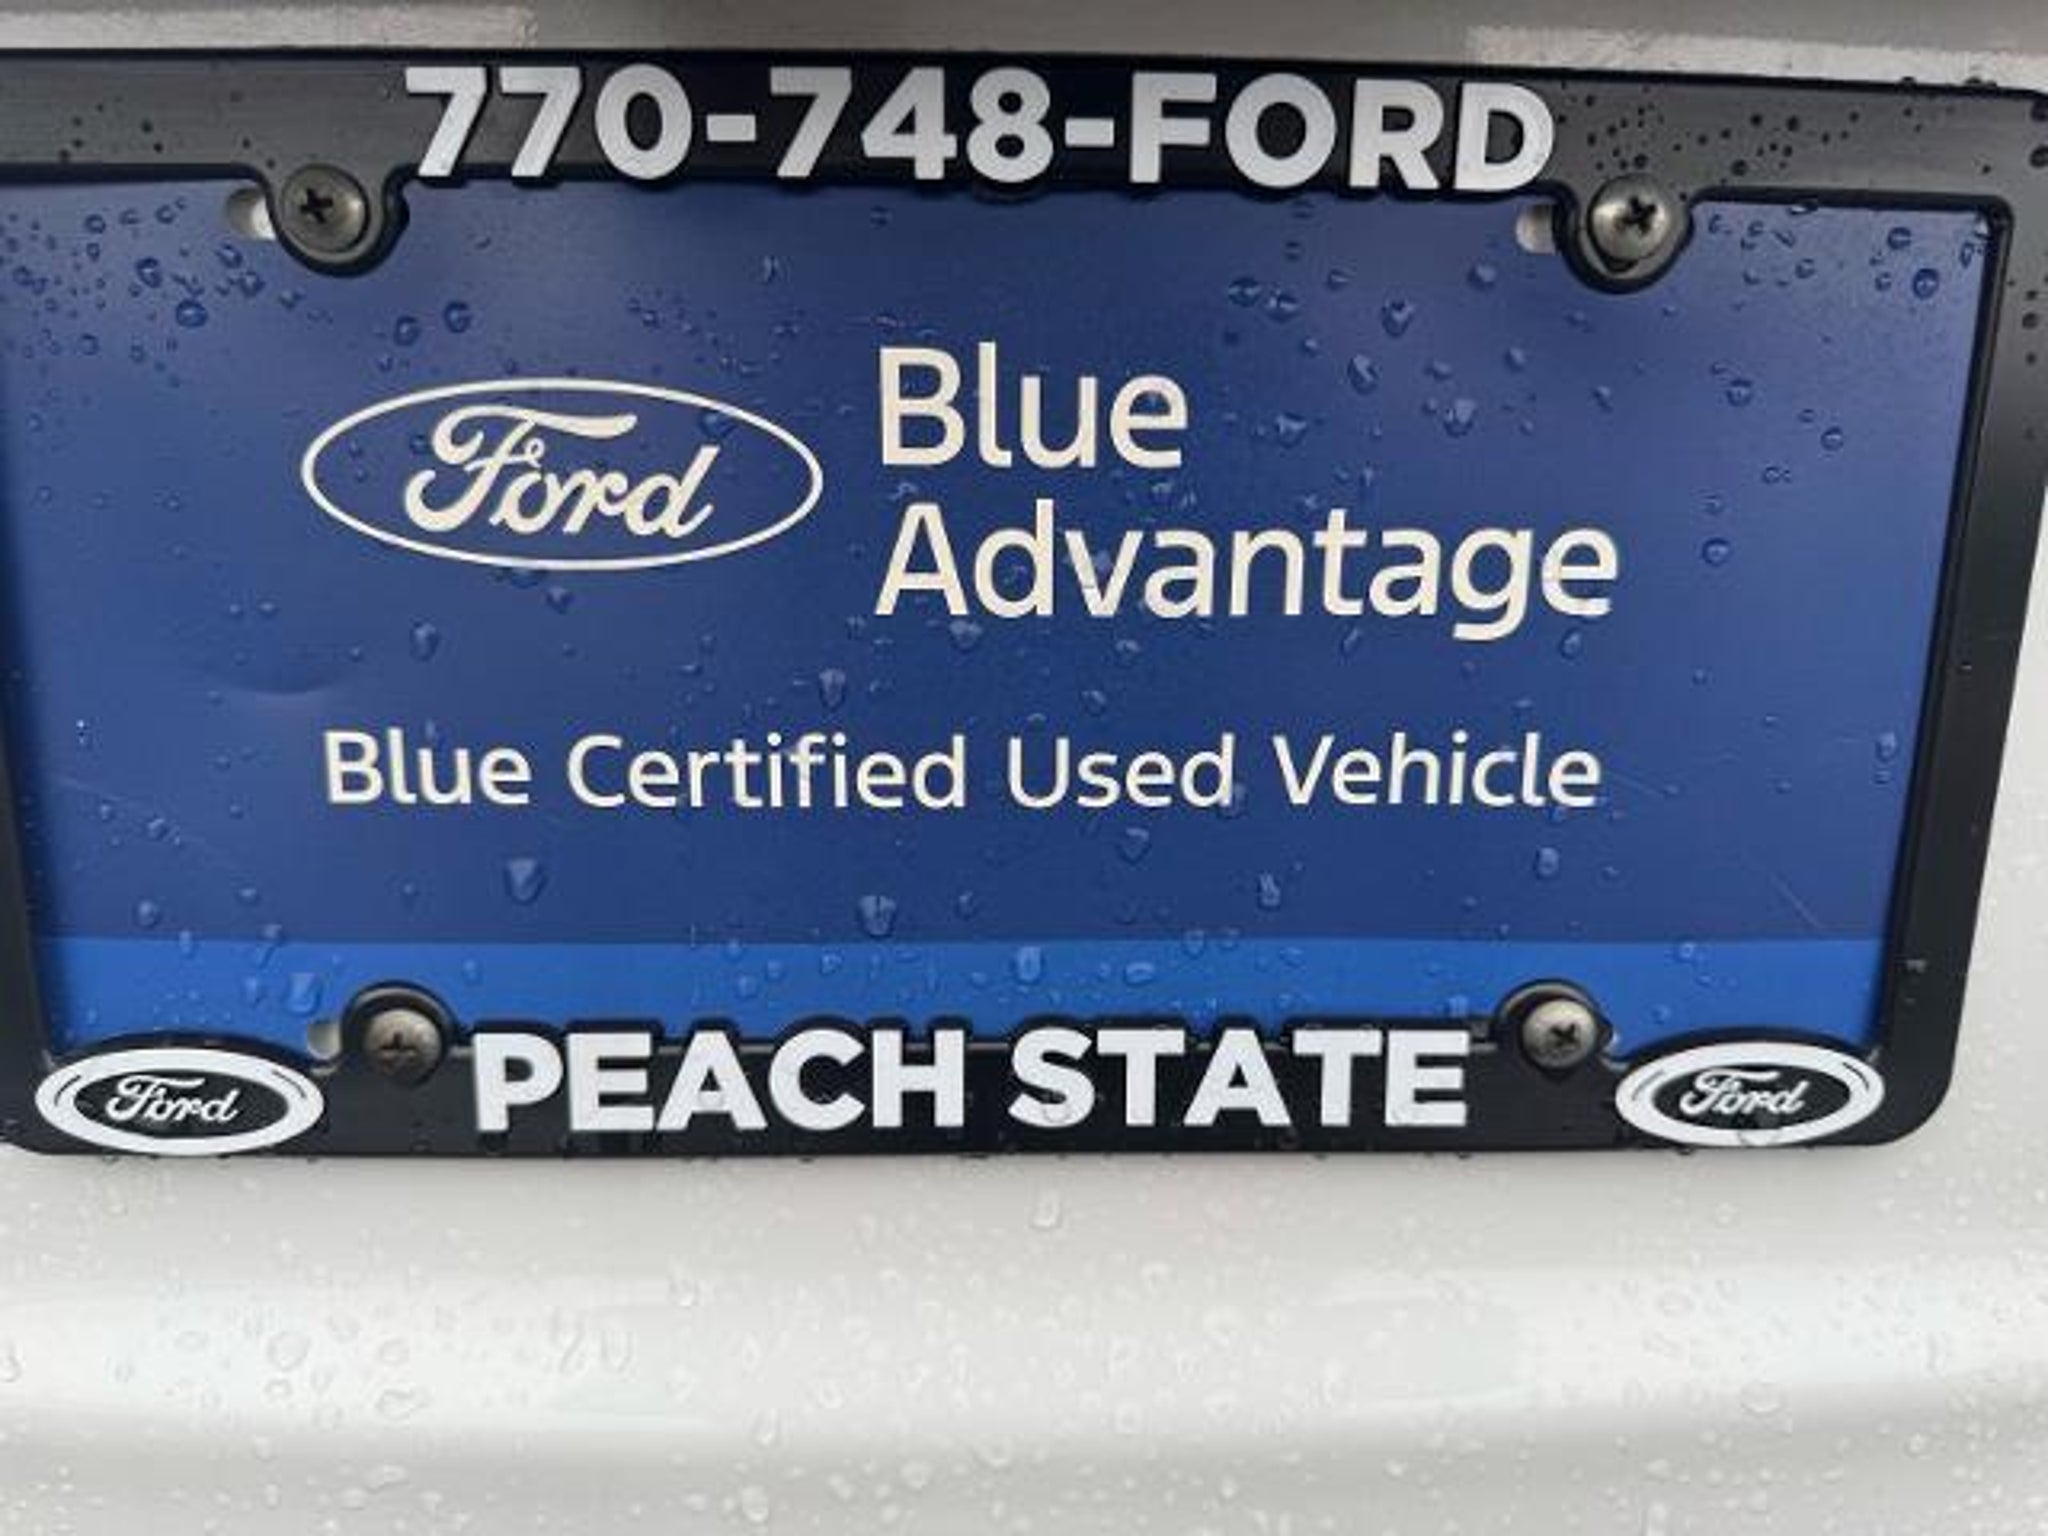 770-748-FORD
Ford
Blue
Advantage
Blue Certified Used Vehicle
Ford PEACH STATE Ford